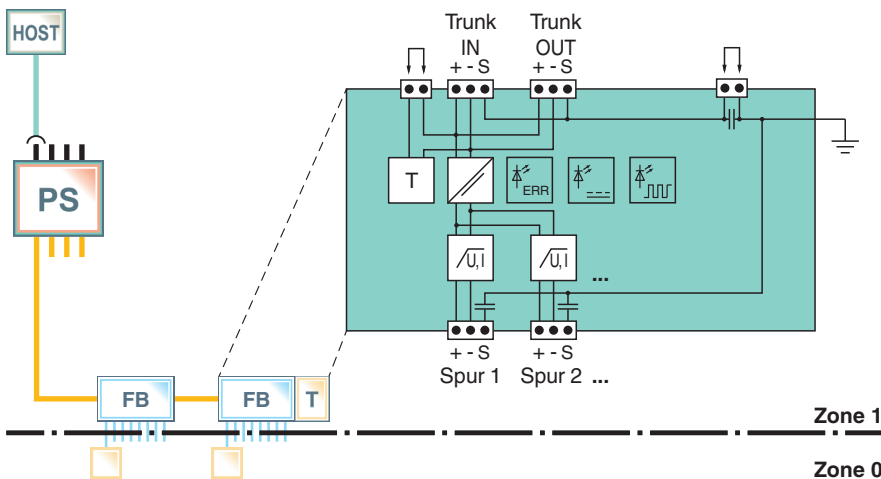 HOST
PS
FB
FB
T
Trunk
IN
+ - S
Trunk
OUT
+ - S
T
ERR
U, I
U, I
...
+ - S
Spur 1
+ - S
Spur 2 ...
Zone 1
Zone 0